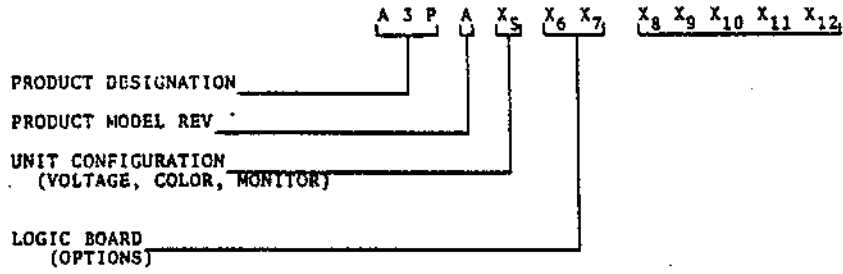 A 3 P A X5 X6 X7 X8 X9 X10 X11 X12
PRODUCT DESIGNATION
PRODUCT MODEL REV
UNIT CONFIGURATION
(VOLTAGE, COLOR, MONITOR)
LOGIC BOARD
(OPTIONS)